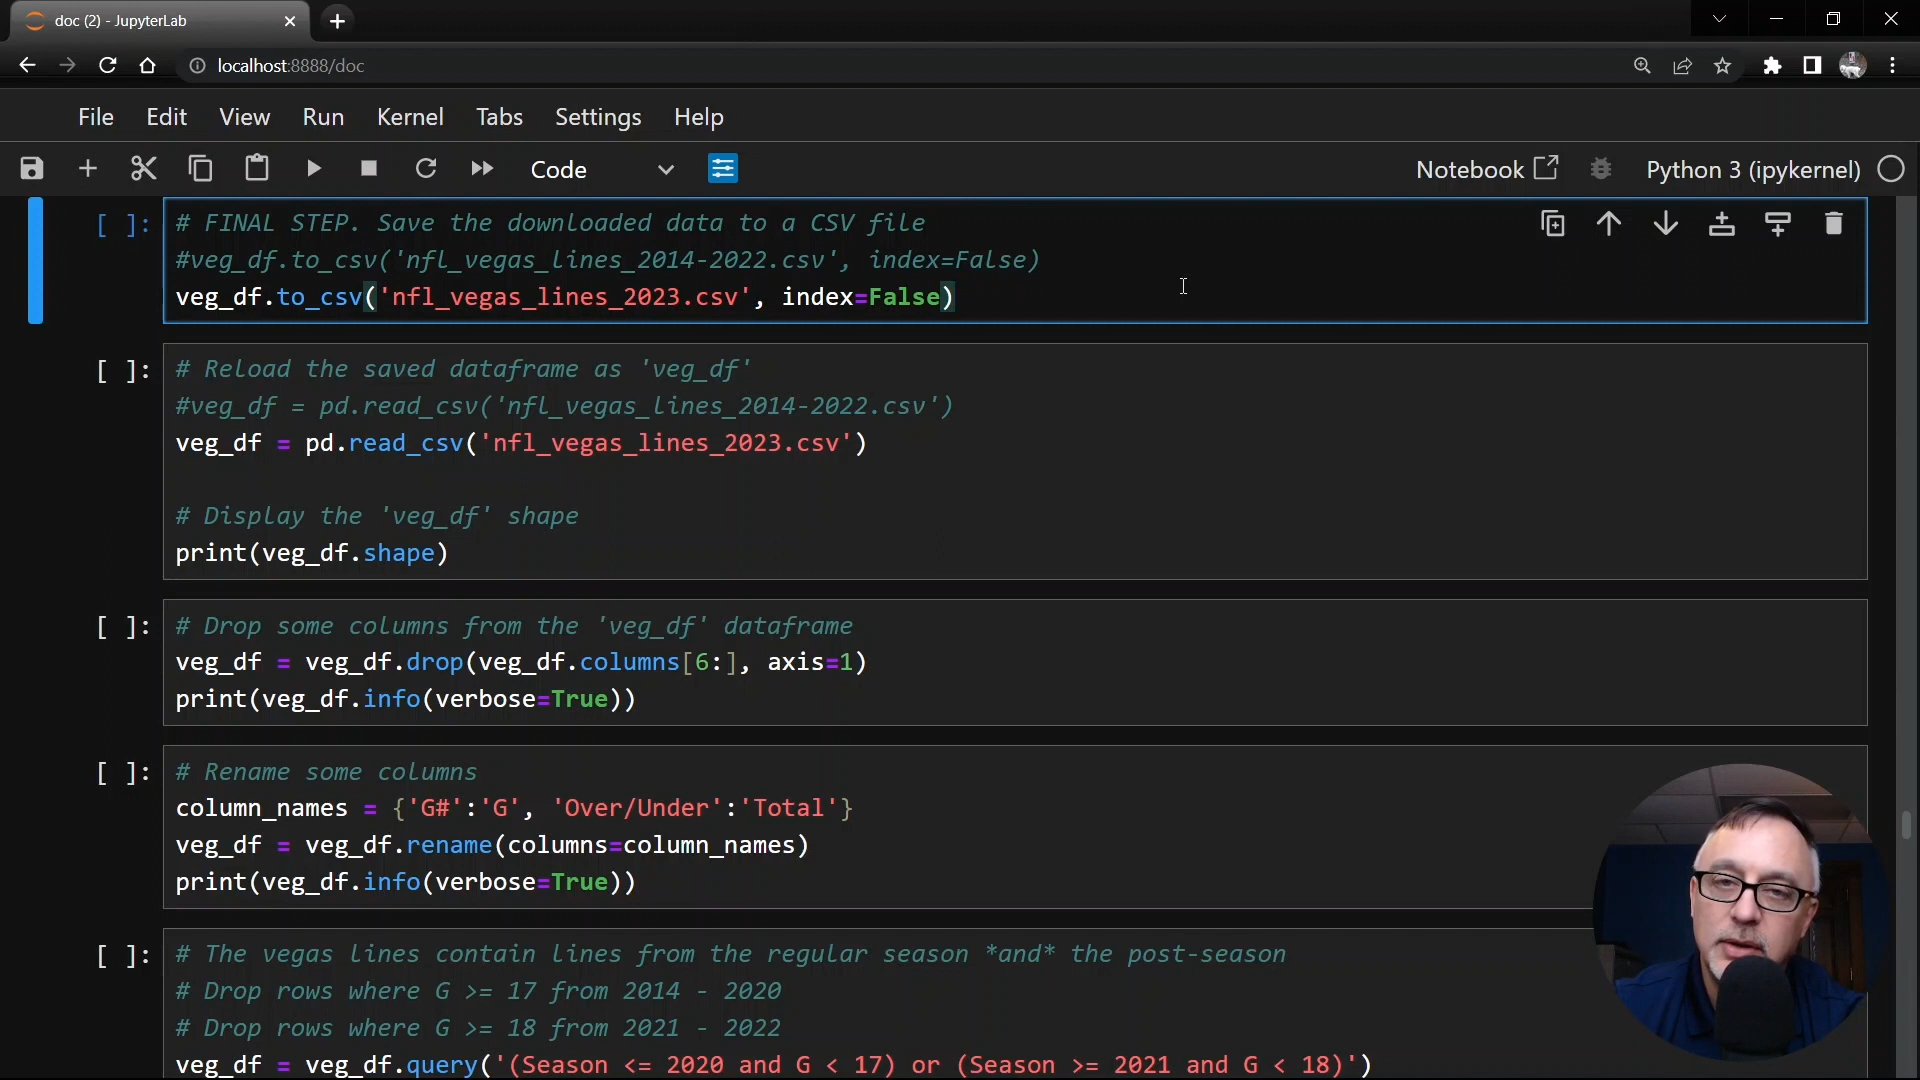 doc (2) - JupyterLab
localhost:8888/doc
File Edit View Run Kernel Tabs Settings Help
Code Notebook Python 3 (ipykernel)
[ ]: # FINAL STEP. Save the downloaded data to a CSV file
#veg_df.to_csv('nfl_vegas_lines_2014-2022.csv', index=False)
veg_df.to_csv('nfl_vegas_lines_2023.csv', index=False)
[ ]: # Reload the saved dataframe as 'veg_df'
#veg_df = pd.read_csv('nfl_vegas_lines_2014-2022.csv')
veg_df = pd.read_csv('nfl_vegas_lines_2023.csv')
# Display the 'veg_df' shape
print(veg_df.shape)
[ ]: # Drop some columns from the 'veg_df' dataframe
veg_df = veg_df.drop(veg_df.columns[6:], axis=1)
print(veg_df.info(verbose=True))
[ ]: # Rename some columns
column_names = {'G#':'G', 'Over/Under':'Total'}
veg_df = veg_df.rename(columns=column_names)
print(veg_df.info(verbose=True))
[ ]: # The vegas lines contain lines from the regular season *and* the post-season
# Drop rows where G >= 17 from 2014 - 2020
# Drop rows where G >= 18 from 2021 - 2022
veg_df = veg_df.query('(Season <= 2020 and G < 17) or (Season >= 2021 and G < 18)')